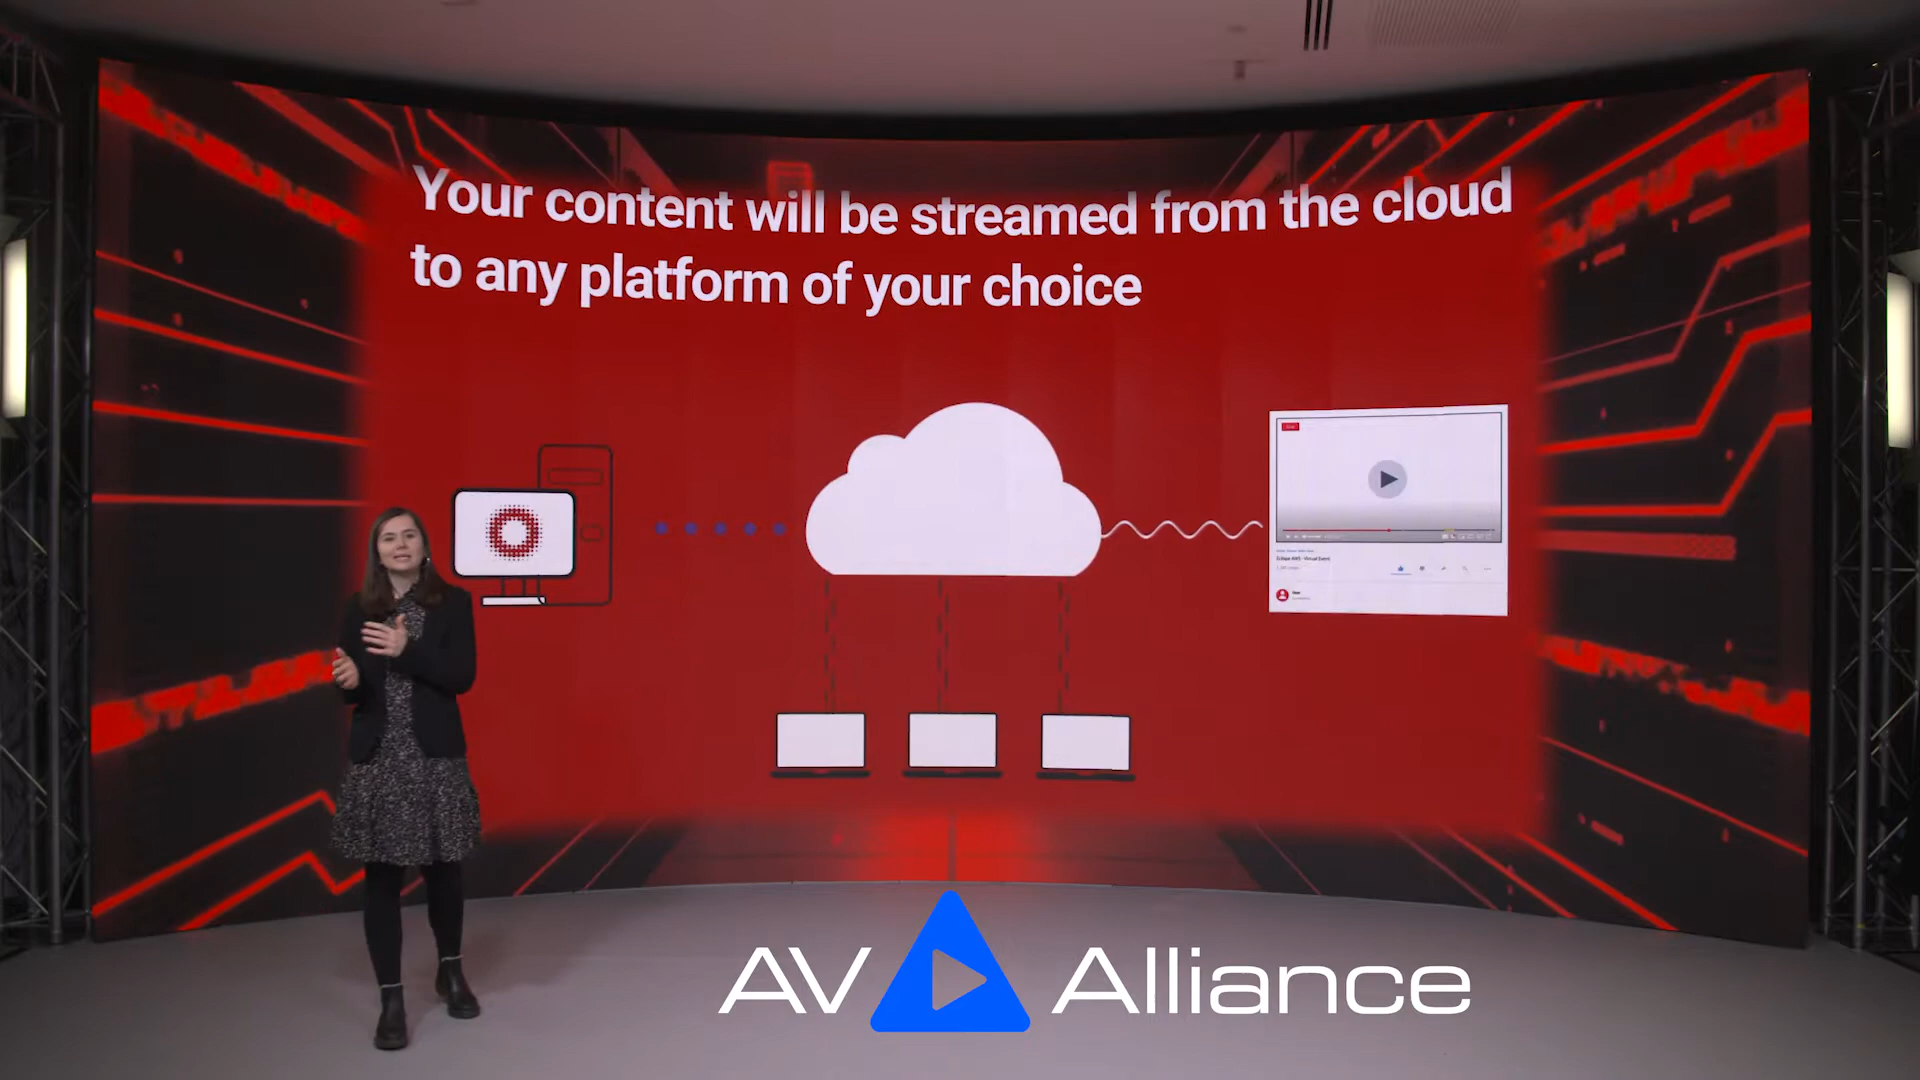 Your content will be streamed from the cloud
to any platform of your choice
AV Alliance